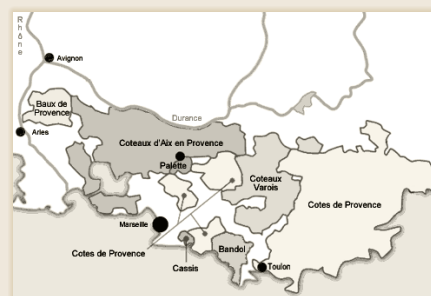 Rhône
Avignon
Durance
Baux de
Provence
Arles
Coteaux d'Aix en Provence
Palette
Coteaux
Varois
Cotes de Provence
Marseille
Cotes de Provence
Bandol
Cassis
Toulon